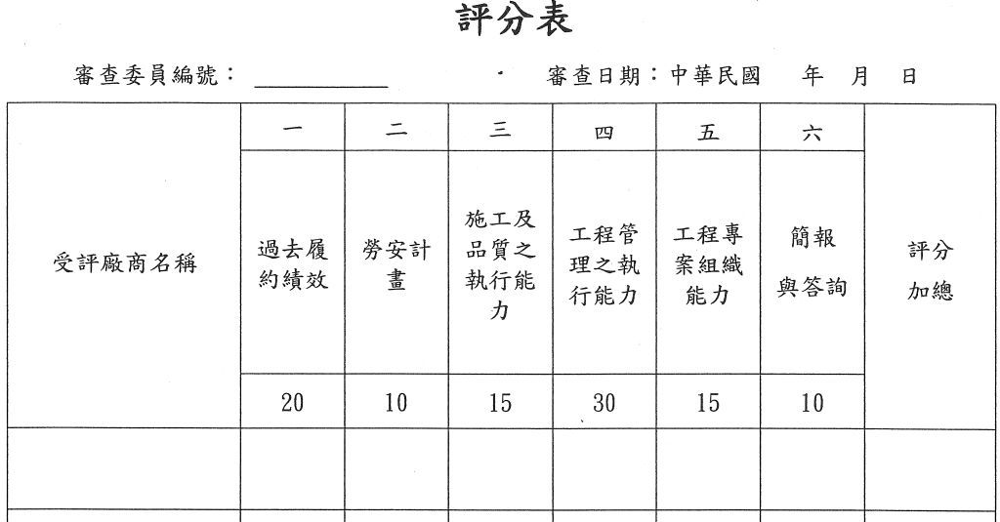 評分表
審查委員編號：
審查日期：中華民國 年 月 日
受評廠商名稱
一 二 三 四 五 六
過去履
約績效
勞安計
畫
施工及
品質之
執行能
力
工程管
理之執
行能力
工程專
案組織
能力
簡報
與答詢
評分
加總
20 10 15 30 15 10